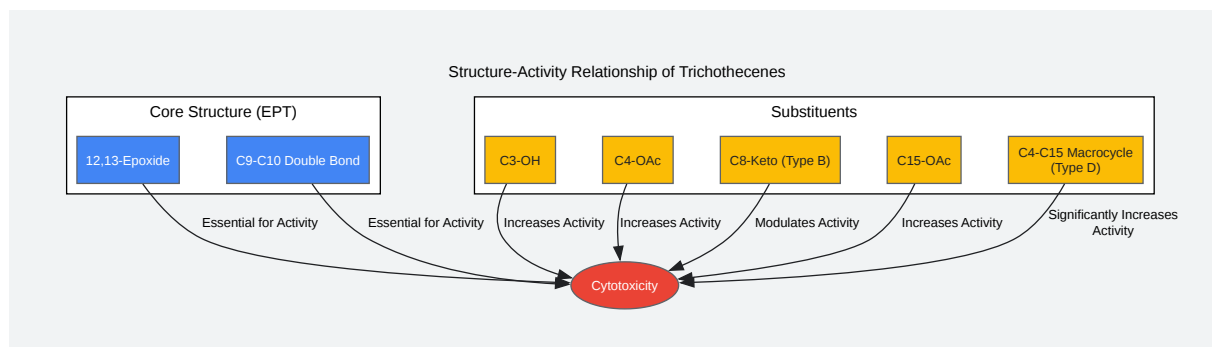 Structure-Activity Relationship of Trichothecenes
Core Structure (EPT)
Substituents
12,13-Epoxide
C9-C10 Double Bond
C3-OH
C4-OAc
C8-Keto (Type B)
C15-OAc
C4-C15 Macrocycle
(Type D)
Essential for Activity
Essential for Activity
Increases Activity
Increases Activity
Modulates Activity
Increases Activity
Significantly Increases
Activity
Cytotoxicity